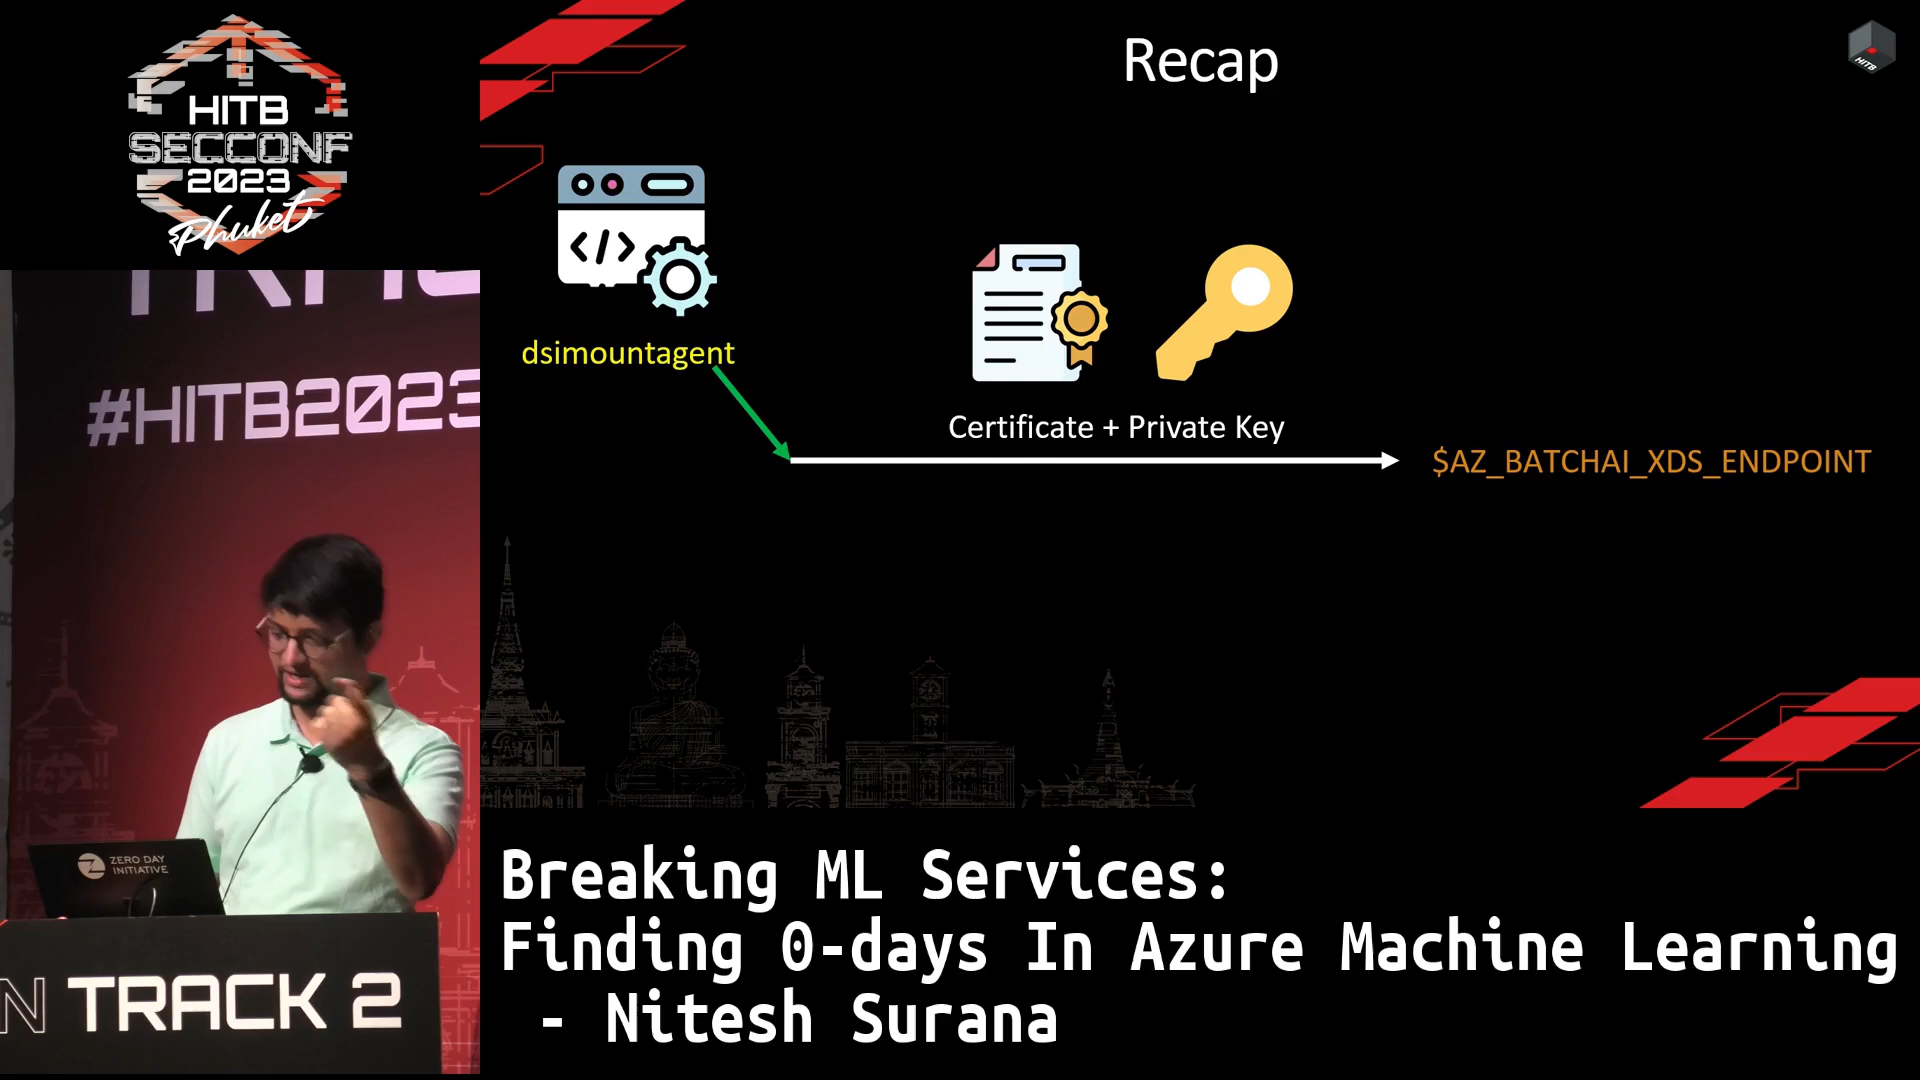 HITB
SECCONF
2023
Phuket
#HITB2023
ZERO DAY
INITIATIVE
N TRACK 2
Recap
HITB
</>
dsimountagent
Certificate + Private Key
$AZ_BATCHAI_XDS_ENDPOINT
Breaking ML Services:
Finding 0-days In Azure Machine Learning
- Nitesh Surana